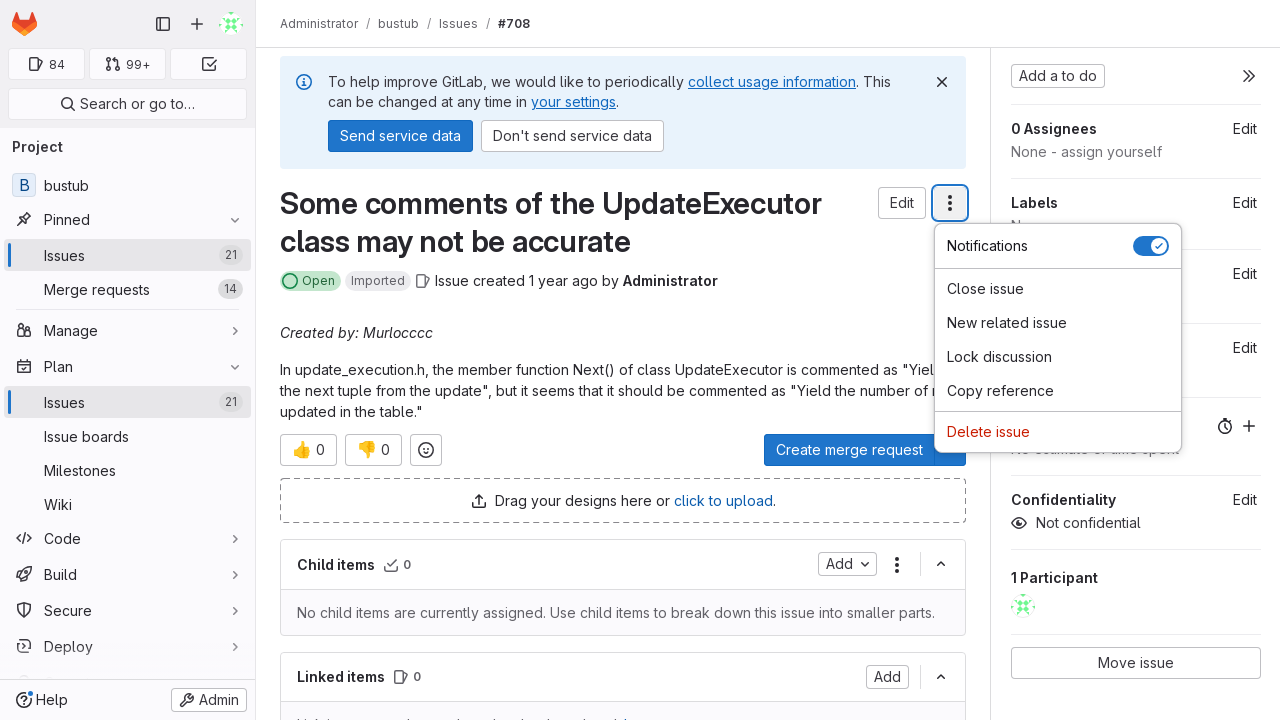 84
99+
Search or go to…
Project
B bustub
Pinned
Issues 21
Merge requests 14
Manage
Plan
Issues 21
Issue boards
Milestones
Wiki
Code
Build
Secure
Deploy
Help
Admin
Administrator / bustub / Issues / #708
To help improve GitLab, we would like to periodically collect usage information. This
can be changed at any time in your settings.
Send service data
Don't send service data
Some comments of the UpdateExecutor
class may not be accurate
Edit
Open Imported Issue created 1 year ago by Administrator
Created by: Murlocccc
In update_execution.h, the member function Next() of class UpdateExecutor is commented as "Yiel
the next tuple from the update", but it seems that it should be commented as "Yield the number of
updated in the table."
👍 0
👎 0
Create merge request
Drag your designs here or click to upload.
Child items 0
Add
No child items are currently assigned. Use child items to break down this issue into smaller parts.
Linked items 0
Add
Notifications
Close issue
New related issue
Lock discussion
Copy reference
Delete issue
Add a to do
0 Assignees
Edit
None - assign yourself
Labels
Edit
Edit
Edit
Confidentiality
Edit
Not confidential
1 Participant
Move issue